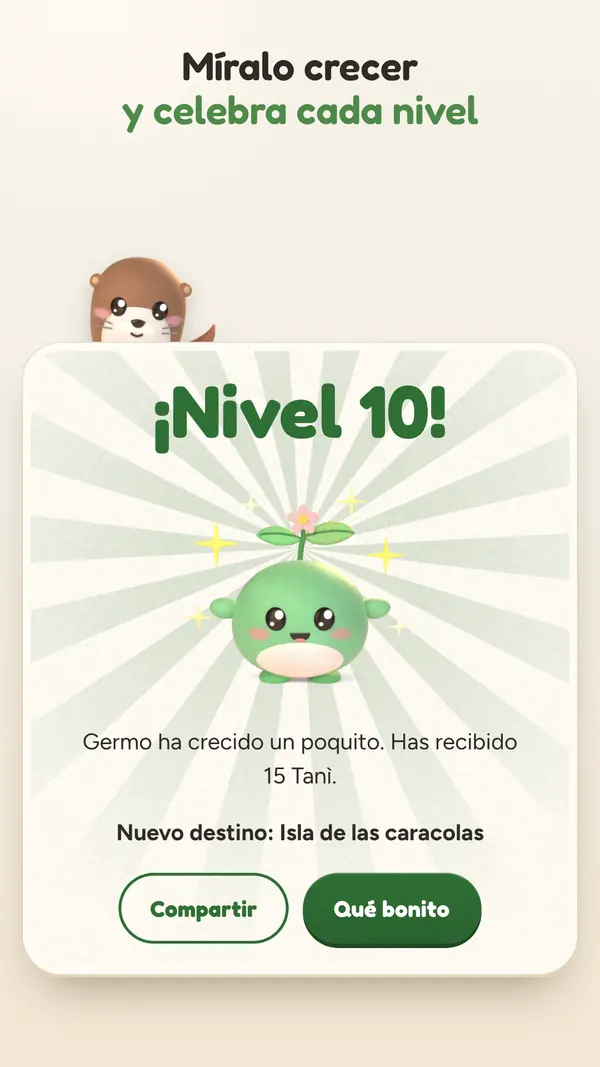 Míralo crecer
y celebra cada nivel
¡Nivel 10!
Germo ha crecido un poquito. Has recibido
15 Tanì.
Nuevo destino: Isla de las caracolas
Compartir
Qué bonito